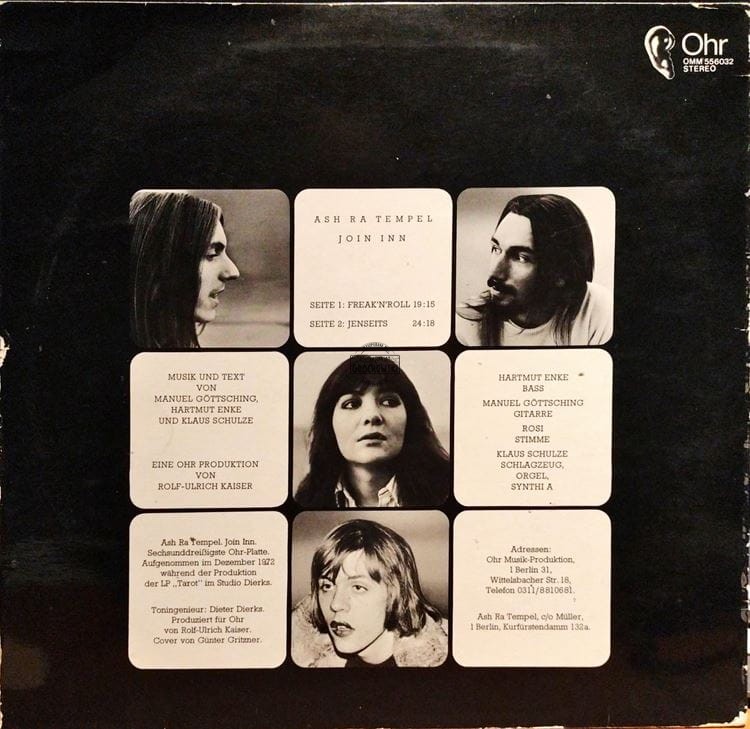 Ohr
OMM 556032
STEREO
ASH RA TEMPEL
JOIN INN
SEITE 1: FREAK'N'ROLL 19:15
SEITE 2: JENSEITS 24:18
MUSIK UND TEXT
VON
MANUEL GÖTTSCHING,
HARTMUT ENKE
UND KLAUS SCHULZE
EINE OHR PRODUKTION
VON
ROLF-ULRICH KAISER
HARTMUT ENKE
BASS
MANUEL GÖTTSCHING
GITARRE
ROSI
STIMME
KLAUS SCHULZE
SCHLAGZEUG,
ORGEL,
SYNTHI A
Ash Ra Tempel. Join Inn.
Sechsunddreißigste Ohr-Platte.
Aufgenommen im Dezember 1972
während der Produktion
der LP „Tarot" im Studio Dierks.
Toningenieur: Dieter Dierks.
Produziert für Ohr
von Rolf-Ulrich Kaiser.
Cover von Günter Gritzner.
Adressen:
Ohr Musik-Produktion,
1 Berlin 31,
Wittelsbacher Str. 18,
Telefon 0311/8810681.
Ash Ra Tempel, c/o Müller,
1 Berlin, Kurfürstendamm 132a.